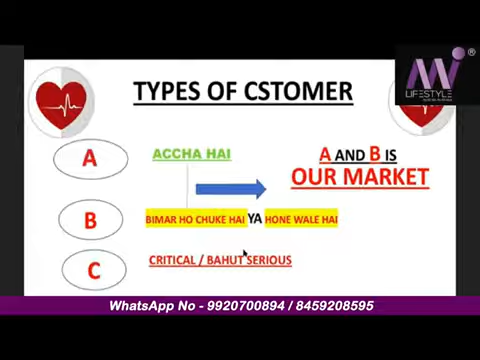 TYPES OF CSTOMER
Mi
LIFESTYLE
A
ACCHA HAI
A AND B IS
OUR MARKET
B
BIMAR HO CHUKE HAI YA HONE WALE HAI
C
CRITICAL / BAHUT SERIOUS
WhatsApp No - 9920700894 / 8459208595